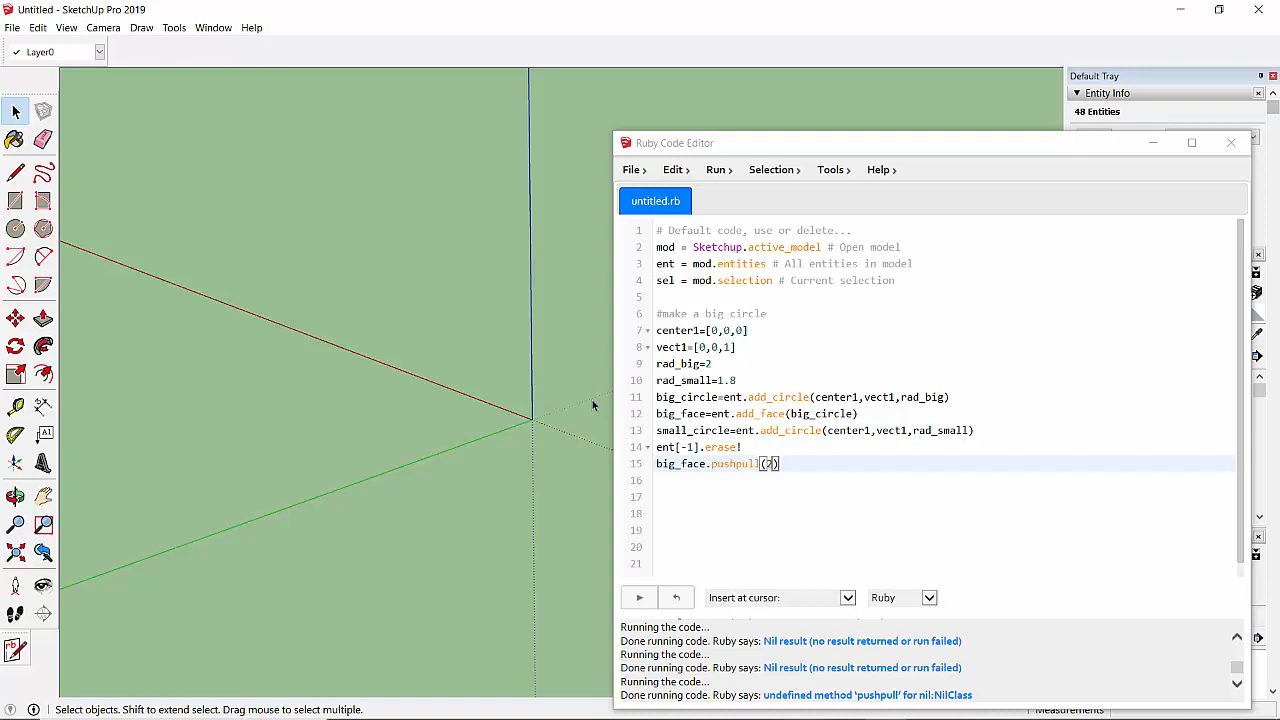 Untitled - SketchUp Pro 2019
File Edit View Camera Draw Tools Window Help
Layer0
Default Tray
Entity Info
48 Entities
Ruby Code Editor
File Edit Run Selection Tools Help
untitled.rb
1 # Default code, use or delete...
2 mod = Sketchup.active_model # Open model
3 ent = mod.entities # All entities in model
4 sel = mod.selection # Current selection
5
6 #make a big circle
7 center1=[0,0,0]
8 vect1=[0,0,1]
9 rad_big=2
10 rad_small=1.8
11 big_circle=ent.add_circle(center1,vect1,rad_big)
12 big_face=ent.add_face(big_circle)
13 small_circle=ent.add_circle(center1,vect1,rad_small)
14 ent[-1].erase!
15 big_face.pushpull(2)
16
17
18
19
20
21
Insert at cursor: Ruby
Running the code...
Done running code. Ruby says: Nil result (no result returned or run failed)
Running the code...
Done running code. Ruby says: Nil result (no result returned or run failed)
Running the code...
Done running code. Ruby says: undefined method 'pushpull' for nil:NilClass
Select objects. Shift to extend select. Drag mouse to select multiple.
Measurements